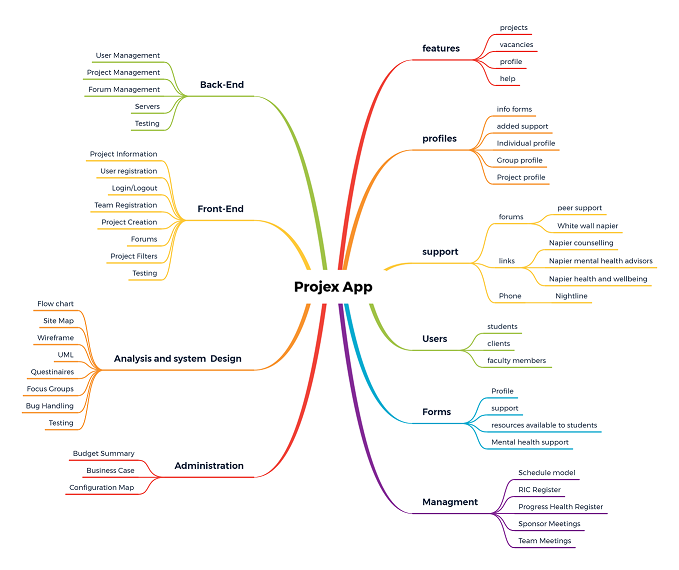 Projex App
Back-End
User Management
Project Management
Forum Management
Servers
Testing
Front-End
Project Information
User registration
Login/Logout
Team Registration
Project Creation
Forums
Project Filters
Testing
Analysis and system Design
Flow chart
Site Map
Wireframe
UML
Questinaires
Focus Groups
Bug Handling
Testing
Administration
Budget Summary
Business Case
Configuration Map
features
projects
vacancies
profile
help
profiles
info forms
added support
Individual profile
Group profile
Project profile
support
forums
peer support
White wall napier
links
Napier counselling
Napier mental health advisors
Napier health and wellbeing
Phone
Nightline
Users
students
clients
faculty members
Forms
Profile
support
resources available to students
Mental health support
Managment
Schedule model
RIC Register
Progress Health Register
Sponsor Meetings
Team Meetings